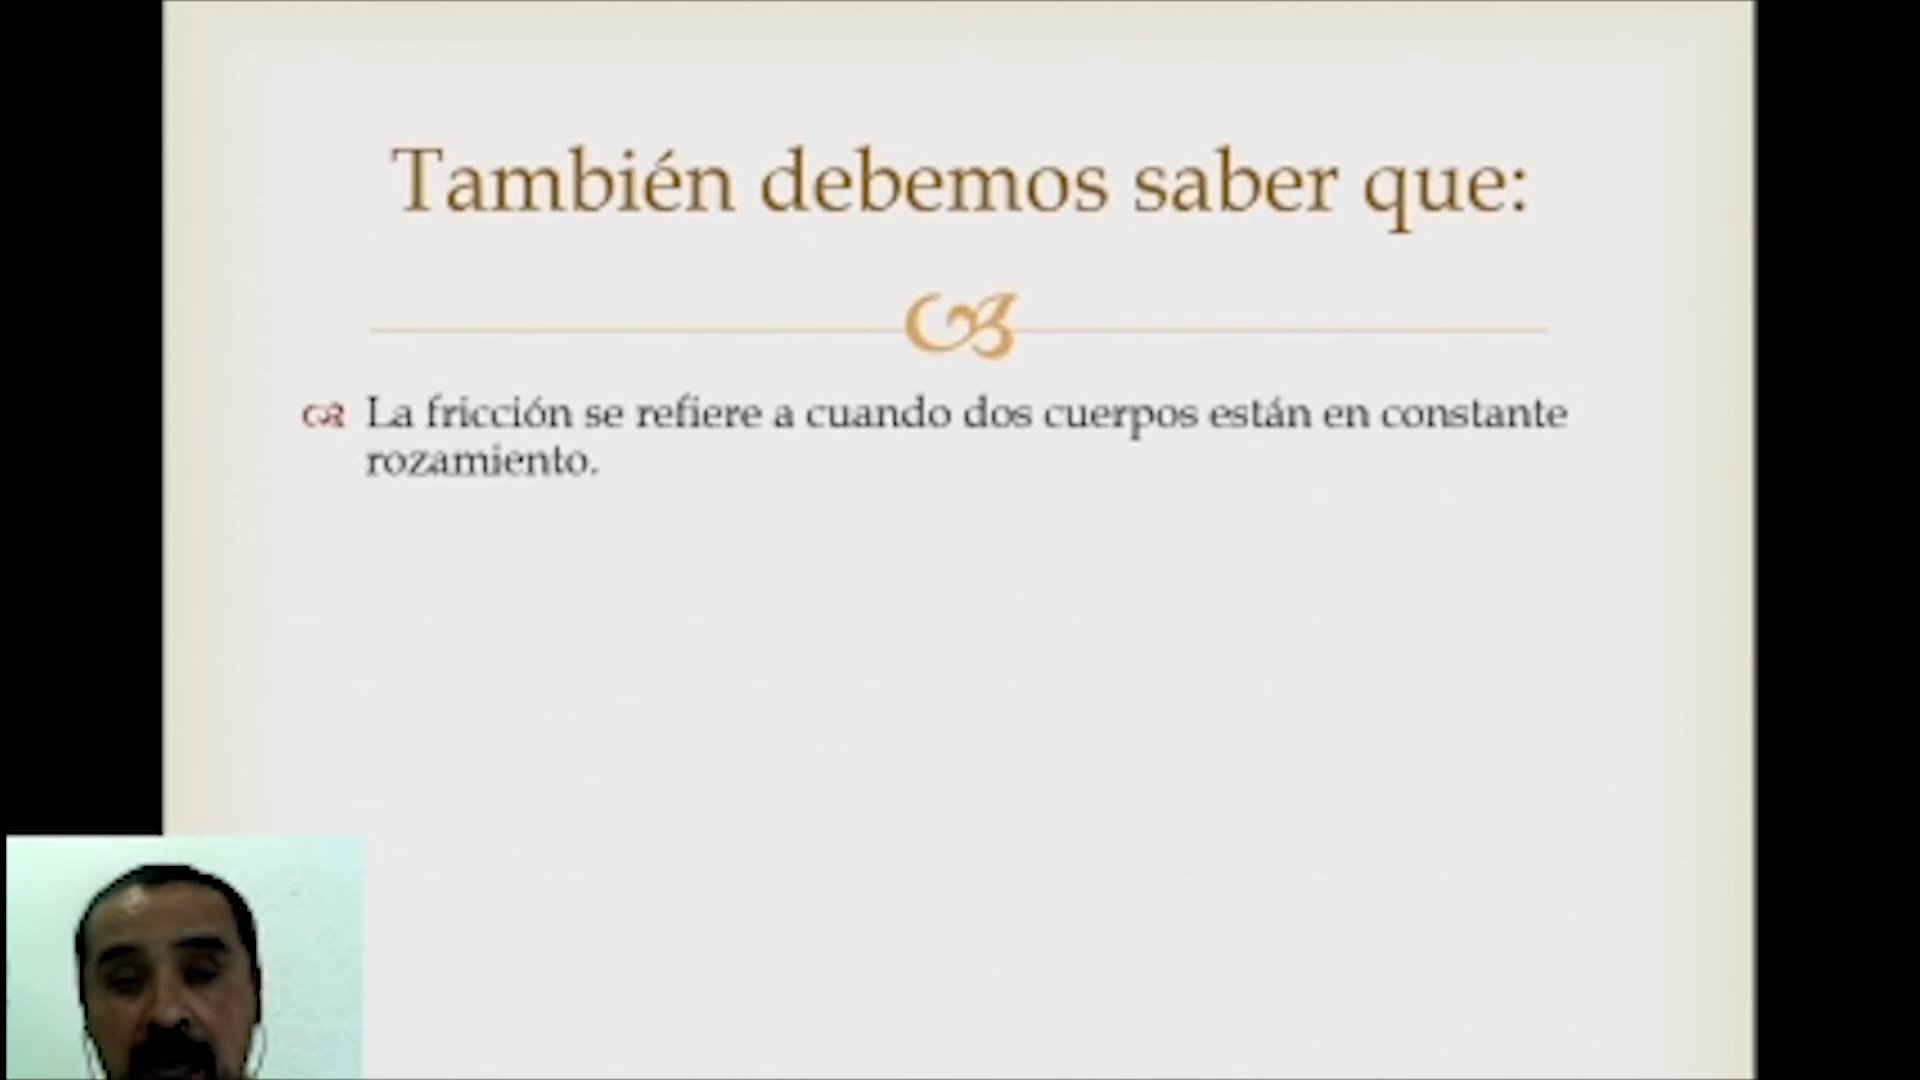 También debemos saber que:
La fricción se refiere a cuando dos cuerpos están en constante
rozamiento.